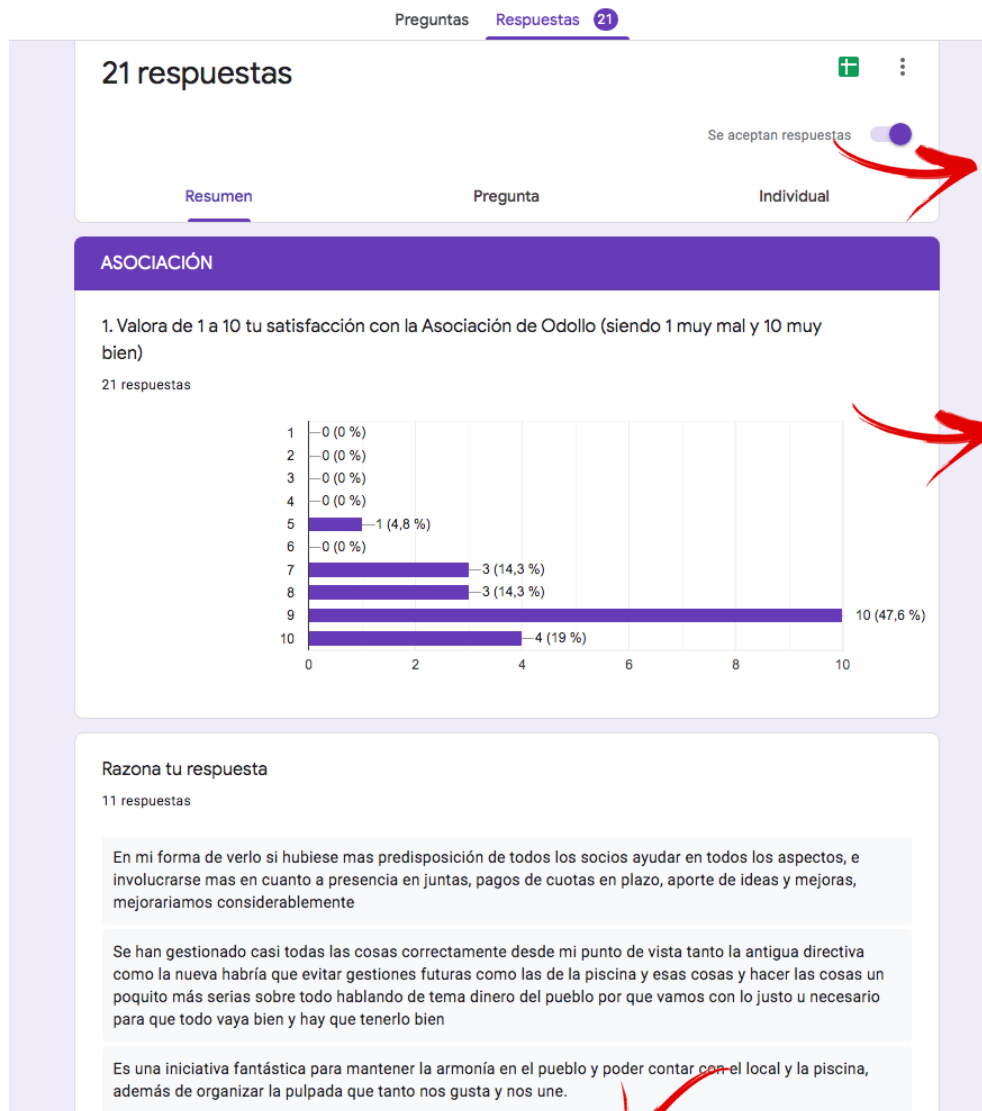 Preguntas Respuestas 21
21 respuestas
Se aceptan respuestas
Resumen Pregunta Individual
ASOCIACIÓN
1. Valora de 1 a 10 tu satisfacción con la Asociación de Odollo (siendo 1 muy mal y 10 muy
bien)
21 respuestas
1 0 (0 %)
2 0 (0 %)
3 0 (0 %)
4 0 (0 %)
5 1 (4,8 %)
6 0 (0 %)
7 3 (14,3 %)
8 3 (14,3 %)
9 10 (47,6 %)
10 4 (19 %)
0 2 4 6 8 10
Razona tu respuesta
11 respuestas
En mi forma de verlo si hubiese mas predisposición de todos los socios ayudar en todos los aspectos, e
involucrarse mas en cuanto a presencia en juntas, pagos de cuotas en plazo, aporte de ideas y mejoras,
mejorariamos considerablemente
Se han gestionado casi todas las cosas correctamente desde mi punto de vista tanto la antigua directiva
como la nueva habría que evitar gestiones futuras como las de la piscina y esas cosas y hacer las cosas un
poquito más serias sobre todo hablando de tema dinero del pueblo por que vamos con lo justo u necesario
para que todo vaya bien y hay que tenerlo bien
Es una iniciativa fantástica para mantener la armonía en el pueblo y poder contar con el local y la piscina,
además de organizar la pulpada que tanto nos gusta y nos une.